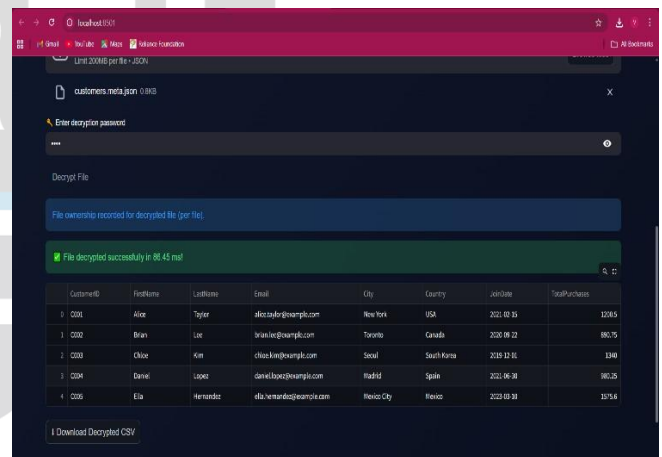 localhost:8501
Gmail YouTube Maps Reliance Foundation All Bookmarks
Limit 200MB per file • JSON
customers.meta.json 0.8KB X
Enter decryption password
••••
Decrypt File
File ownership recorded for decrypted file (per file).
File decrypted successfully in 86.45 ms!
CustomerID FirstName LastName Email City Country JoinDate TotalPurchases
0 C001 Alice Taylor alice.taylor@example.com New York USA 2021-02-15 1200.5
1 C002 Brian Lee brian.lee@example.com Toronto Canada 2020-09-22 890.75
2 C003 Chloe Kim chloe.kim@example.com Seoul South Korea 2019-12-01 1340
3 C004 Daniel Lopez daniel.lopez@example.com Madrid Spain 2021-06-30 980.25
4 C005 Ella Hernandez ella.hernandez@example.com Mexico City Mexico 2023-03-10 1575.6
Download Decrypted CSV